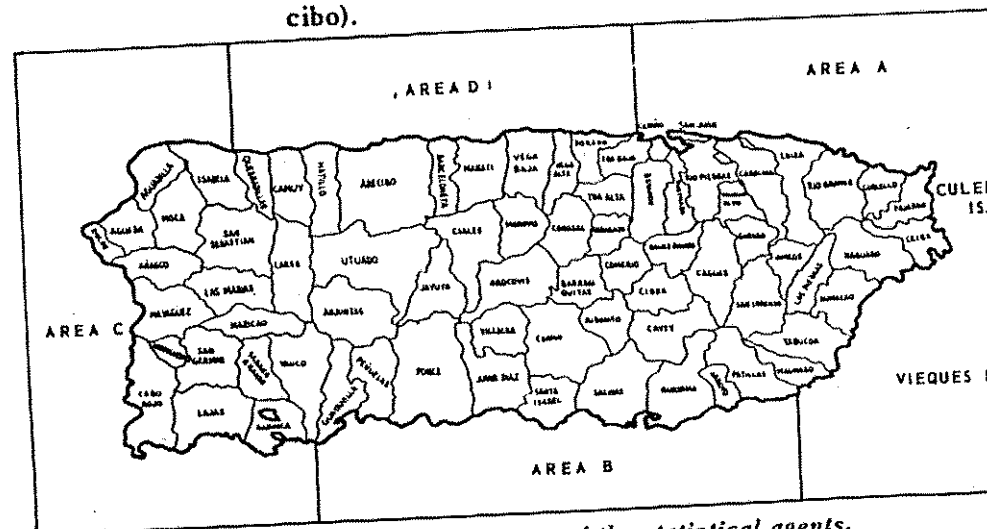 cibo).
AREA D
AREA A
SAN JUAN
DORADO
TOA BAJA
LOIZA
AGUADILLA
ISABELA
QUEBRADILLAS
CAMUY
HATILLO
ARECIBO
BARCELONETA
MANATI
VEGA BAJA
VEGA ALTA
TOA ALTA
BAYAMON
RIO PIEDRAS
CAROLINA
RIO GRANDE
LUQUILLO
FAJARDO
CEIBA
CULEB
IS.
AGUADA
MOCA
SAN SEBASTIAN
LARES
UTUADO
CIALES
MOROVIS
COROZAL
NARANJITO
AGUAS BUENAS
GURABO
JUNCOS
NAGUABO
AÑASCO
LAS MARIAS
MAYAGUEZ
MARICAO
ADJUNTAS
JAYUYA
OROCOVIS
BARRANQUITAS
COMERIO
CIDRA
CAGUAS
SAN LORENZO
LAS PIEDRAS
HUMACAO
YABUCOA
AREA C
SAN GERMAN
SABANA GRANDE
YAUCO
PEÑUELAS
PONCE
VILLALBA
COAMO
AIBONITO
CAYEY
CABO ROJO
LAJAS
GUANICA
GUAYANILLA
JUANA DIAZ
SANTA ISABEL
SALINAS
GUAYAMA
ARROYO
PATILLAS
MAUNABO
VIEQUES
AREA B
statistical agents.